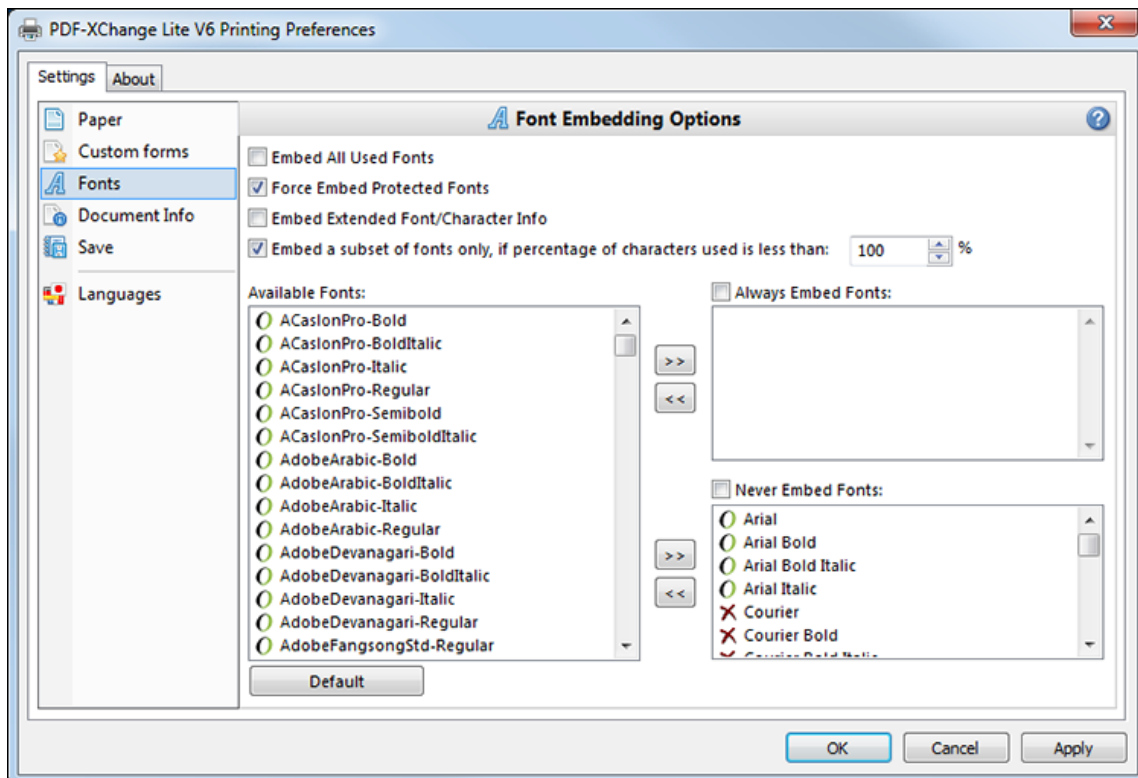 PDF-XChange Lite V6 Printing Preferences
Settings
About
Paper
Custom forms
Fonts
Document Info
Save
Languages
Font Embedding Options
Embed All Used Fonts
Force Embed Protected Fonts
Embed Extended Font/Character Info
Embed a subset of fonts only, if percentage of characters used is less than: 100 %
Available Fonts:
ACaslonPro-Bold
ACaslonPro-BoldItalic
ACaslonPro-Italic
ACaslonPro-Regular
ACaslonPro-Semibold
ACaslonPro-SemiboldItalic
AdobeArabic-Bold
AdobeArabic-BoldItalic
AdobeArabic-Italic
AdobeArabic-Regular
AdobeDevanagari-Bold
AdobeDevanagari-BoldItalic
AdobeDevanagari-Italic
AdobeDevanagari-Regular
AdobeFangsongStd-Regular
Default
>>
<<
Always Embed Fonts:
>>
<<
Never Embed Fonts:
Arial
Arial Bold
Arial Bold Italic
Arial Italic
Courier
Courier Bold
Courier Bold Italic
OK
Cancel
Apply